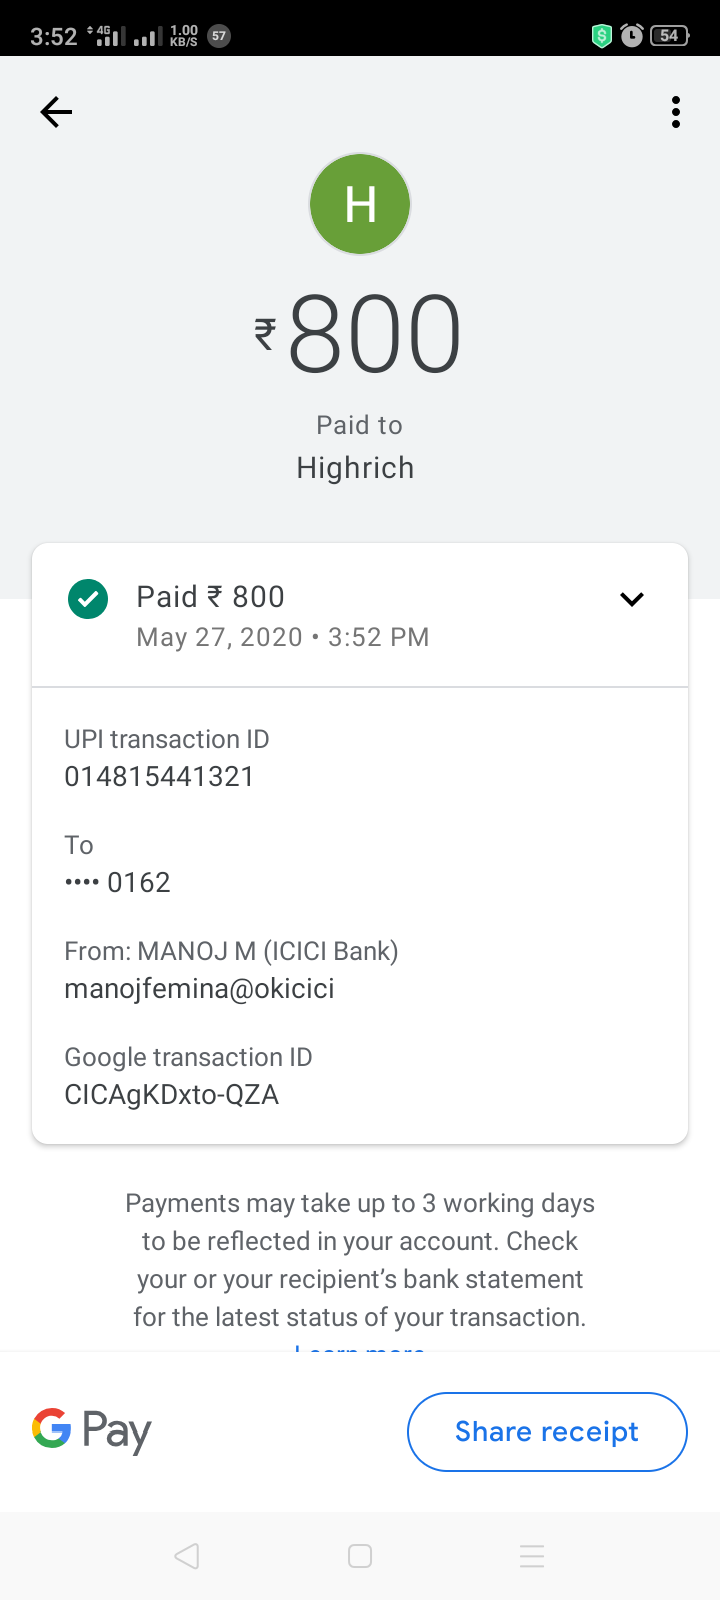 3:52 4G 1.00 KB/S 57 54
H
₹800
Paid to
Highrich
Paid ₹ 800
May 27, 2020 • 3:52 PM
UPI transaction ID
014815441321
To
•••• 0162
From: MANOJ M (ICICI Bank)
manojfemina@okicici
Google transaction ID
CICAgKDxto-QZA
Payments may take up to 3 working days
to be reflected in your account. Check
your or your recipient's bank statement
for the latest status of your transaction.
Learn more
G Pay
Share receipt